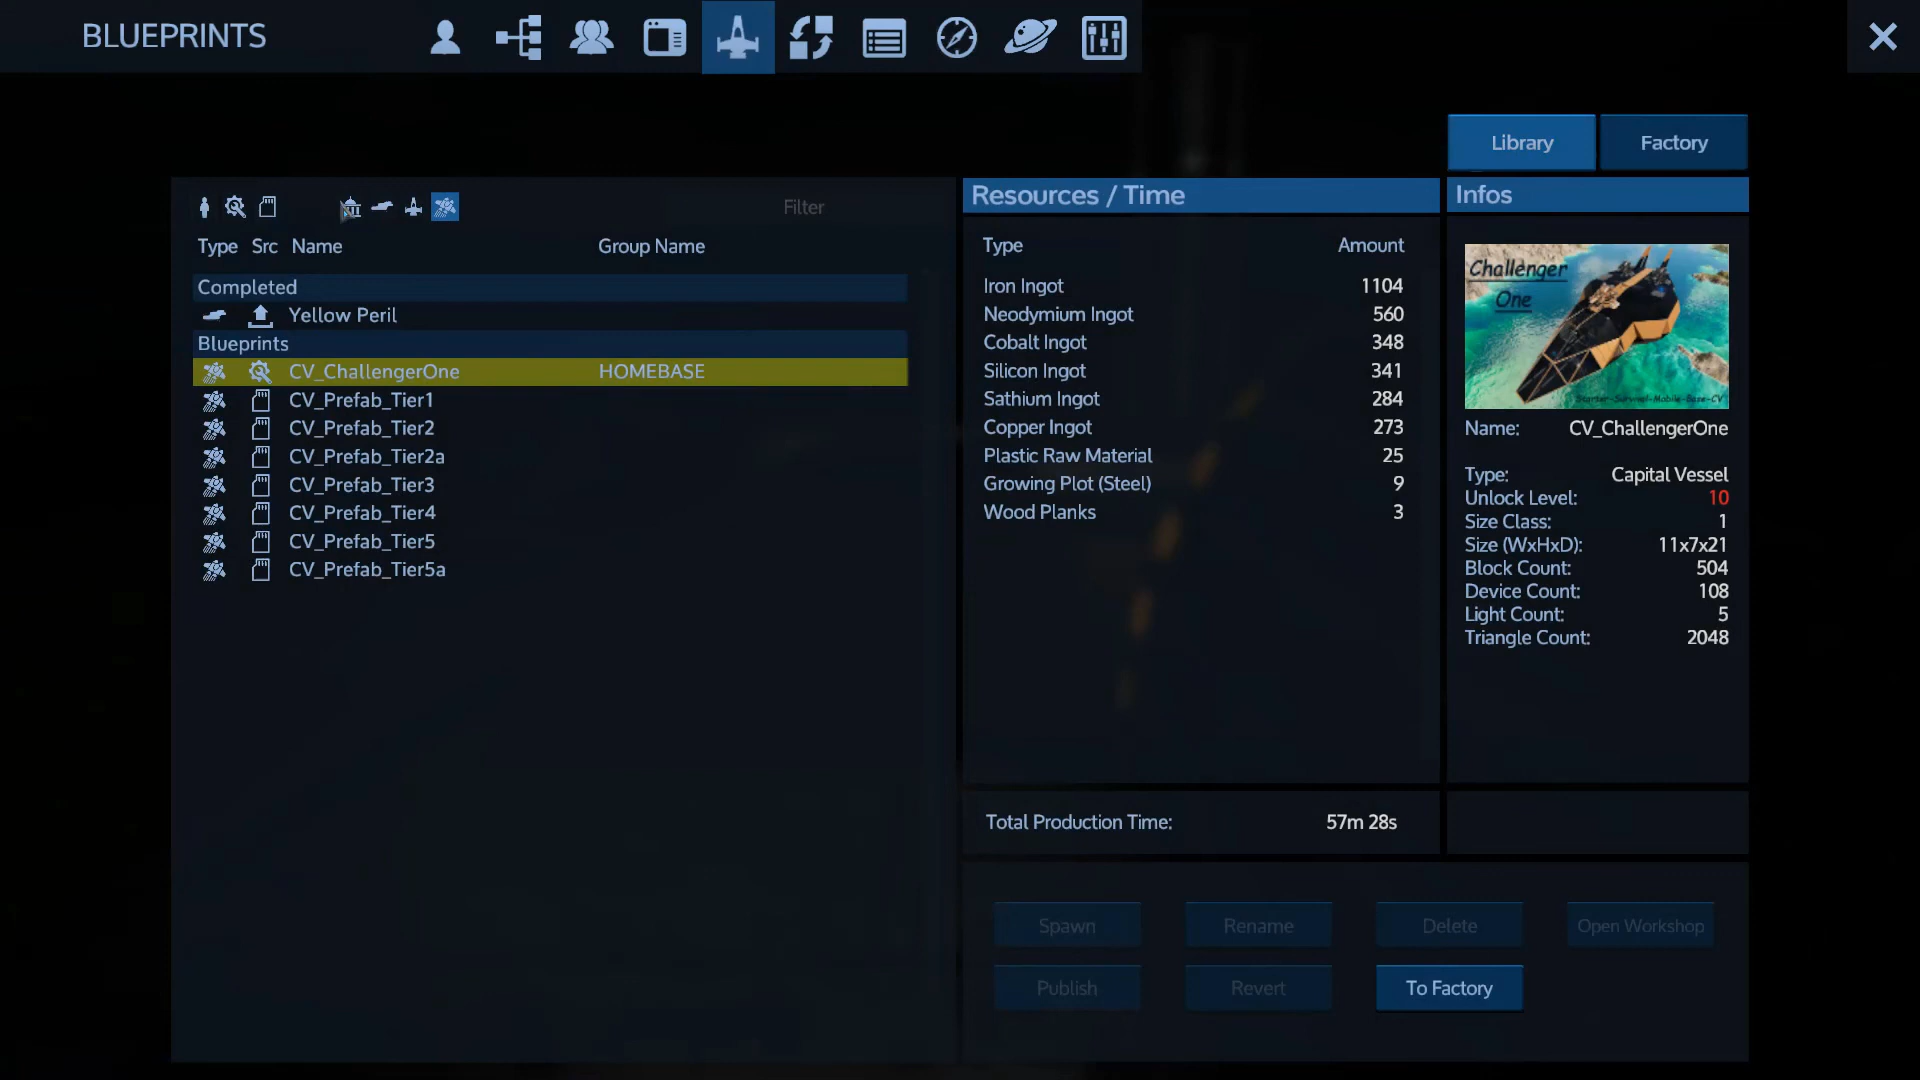 BLUEPRINTS
Library
Factory
Filter
Type Src Name Group Name
Completed
Yellow Peril
Blueprints
CV_ChallengerOne HOMEBASE
CV_Prefab_Tier1
CV_Prefab_Tier2
CV_Prefab_Tier2a
CV_Prefab_Tier3
CV_Prefab_Tier4
CV_Prefab_Tier5
CV_Prefab_Tier5a
Resources / Time
Type Amount
Iron Ingot 1104
Neodymium Ingot 560
Cobalt Ingot 348
Silicon Ingot 341
Sathium Ingot 284
Copper Ingot 273
Plastic Raw Material 25
Growing Plot (Steel) 9
Wood Planks 3
Total Production Time: 57m 28s
Infos
Challenger
One
Starter-Survival-Mobile-Base-CV
Name: CV_ChallengerOne
Type: Capital Vessel
Unlock Level: 10
Size Class: 1
Size (WxHxD): 11x7x21
Block Count: 504
Device Count: 108
Light Count: 5
Triangle Count: 2048
Spawn Rename Delete Open Workshop
Publish Revert To Factory